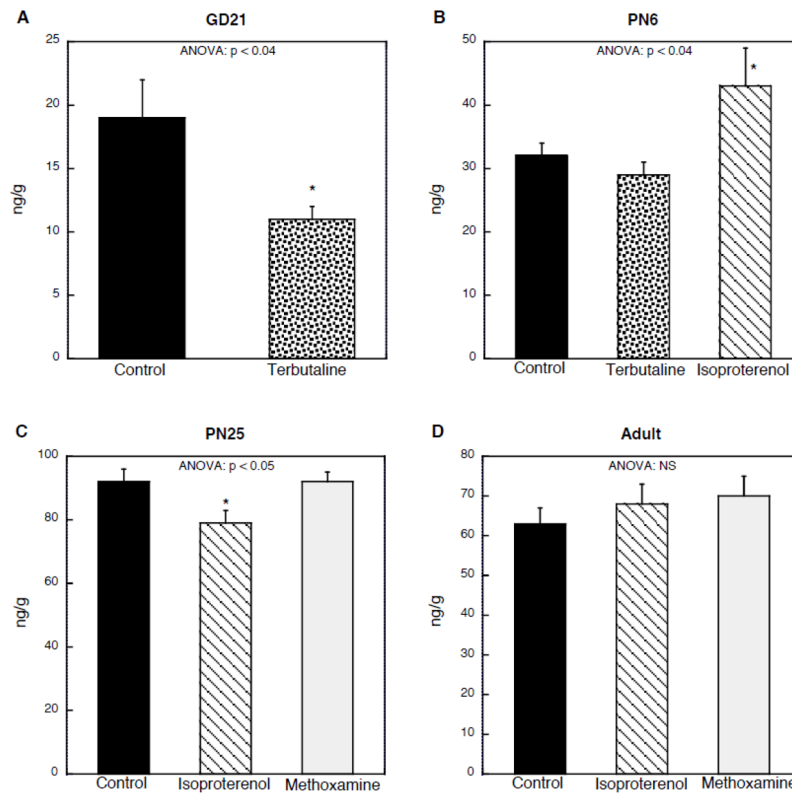 A
GD21
ANOVA: p < 0.04
25
20
15
10
5
0
ng/g
*
Control
Terbutaline
B
PN6
ANOVA: p < 0.04
50
40
30
20
10
0
ng/g
*
Control
Terbutaline
Isoproterenol
C
PN25
ANOVA: p < 0.05
100
80
60
40
20
0
ng/g
*
Control
Isoproterenol
Methoxamine
D
Adult
ANOVA: NS
80
70
60
50
40
30
20
10
0
ng/g
Control
Isoproterenol
Methoxamine